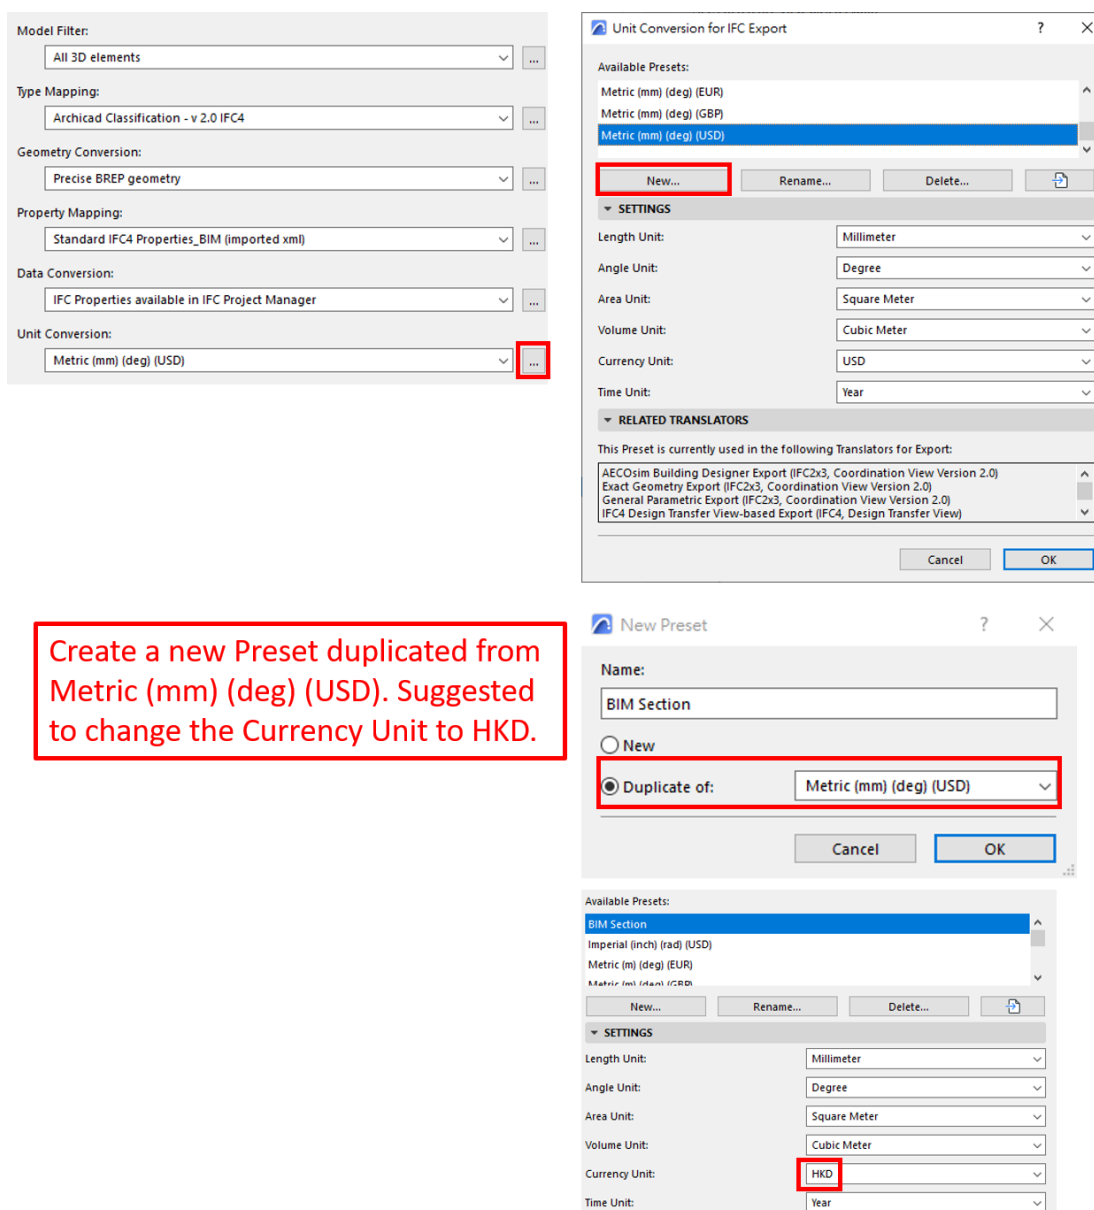 Model Filter:
All 3D elements
...
Type Mapping:
Archicad Classification - v 2.0 IFC4
...
Geometry Conversion:
Precise BREP geometry
...
Property Mapping:
Standard IFC4 Properties_BIM (imported xml)
...
Data Conversion:
IFC Properties available in IFC Project Manager
...
Unit Conversion:
Metric (mm) (deg) (USD)
...
Unit Conversion for IFC Export
?
Available Presets:
Metric (mm) (deg) (EUR)
Metric (mm) (deg) (GBP)
Metric (mm) (deg) (USD)
New... Rename... Delete...
SETTINGS
Length Unit: Millimeter
Angle Unit: Degree
Area Unit: Square Meter
Volume Unit: Cubic Meter
Currency Unit: USD
Time Unit: Year
RELATED TRANSLATORS
This Preset is currently used in the following Translators for Export:
AECOsim Building Designer Export (IFC2x3, Coordination View Version 2.0)
Exact Geometry Export (IFC2x3, Coordination View Version 2.0)
General Parametric Export (IFC2x3, Coordination View Version 2.0)
IFC4 Design Transfer View-based Export (IFC4, Design Transfer View)
Cancel OK
Create a new Preset duplicated from
Metric (mm) (deg) (USD). Suggested
to change the Currency Unit to HKD.
New Preset ?
Name:
BIM Section
New
Duplicate of: Metric (mm) (deg) (USD)
Cancel OK
Available Presets:
BIM Section
Imperial (inch) (rad) (USD)
Metric (m) (deg) (EUR)
Metric (m) (deg) (GBP)
New... Rename... Delete...
SETTINGS
Length Unit: Millimeter
Angle Unit: Degree
Area Unit: Square Meter
Volume Unit: Cubic Meter
Currency Unit: HKD
Time Unit: Year